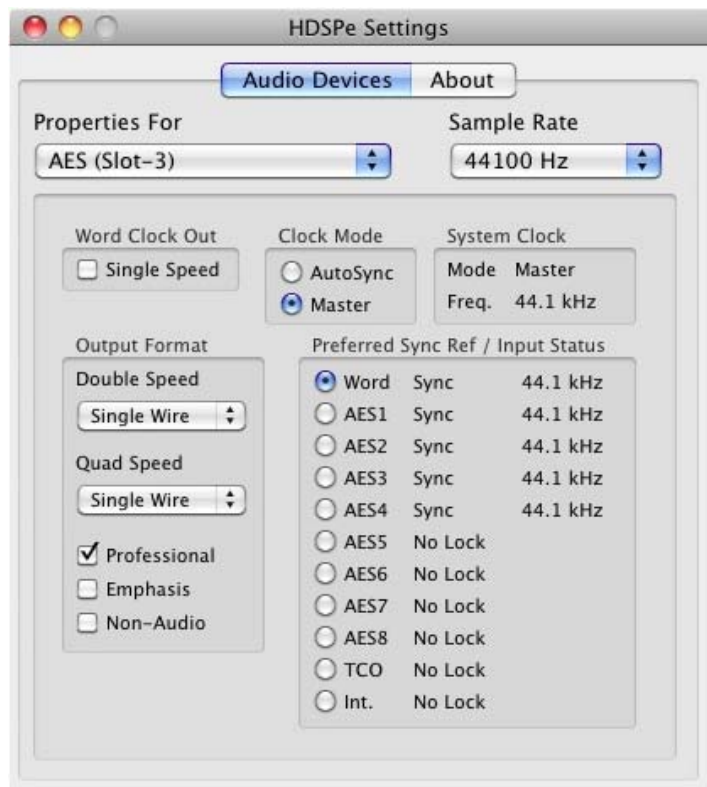 HDSPe Settings
Audio Devices About
Properties For Sample Rate
AES (Slot-3) 44100 Hz
Word Clock Out Clock Mode System Clock
Single Speed AutoSync Mode Master
Master Freq. 44.1 kHz
Output Format Preferred Sync Ref / Input Status
Double Speed
Single Wire
Quad Speed
Single Wire
Professional
Emphasis
Non-Audio
Word Sync 44.1 kHz
AES1 Sync 44.1 kHz
AES2 Sync 44.1 kHz
AES3 Sync 44.1 kHz
AES4 Sync 44.1 kHz
AES5 No Lock
AES6 No Lock
AES7 No Lock
AES8 No Lock
TCO No Lock
Int. No Lock